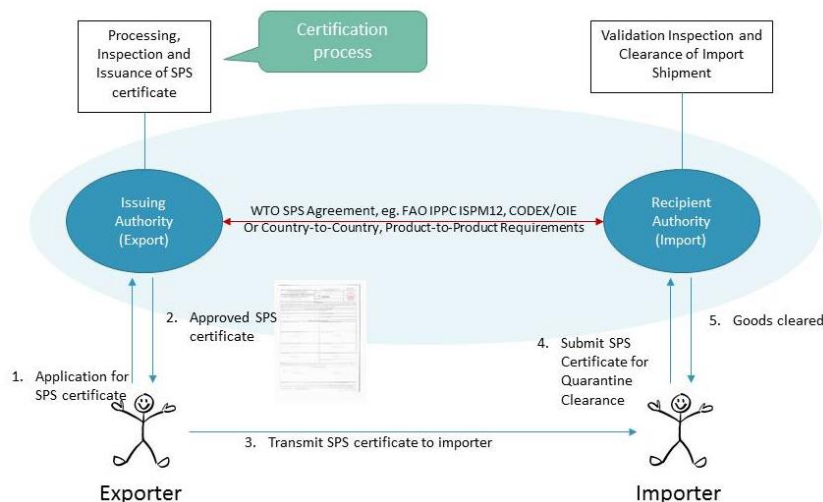 Processing,
Inspection and
Issuance of SPS
certificate
Certification
process
Validation Inspection and
Clearance of Import
Shipment
Issuing
Authority
(Export)
WTO SPS Agreement, eg. FAO IPPC ISPM12, CODEX/OIE
Or Country-to-Country, Product-to-Product Requirements
Recipient
Authority
(Import)
1. Application for
SPS certificate
2. Approved SPS
certificate
3. Transmit SPS certificate to importer
4. Submit SPS
Certificate for
Quarantine
Clearance
5. Goods cleared
Exporter
Importer